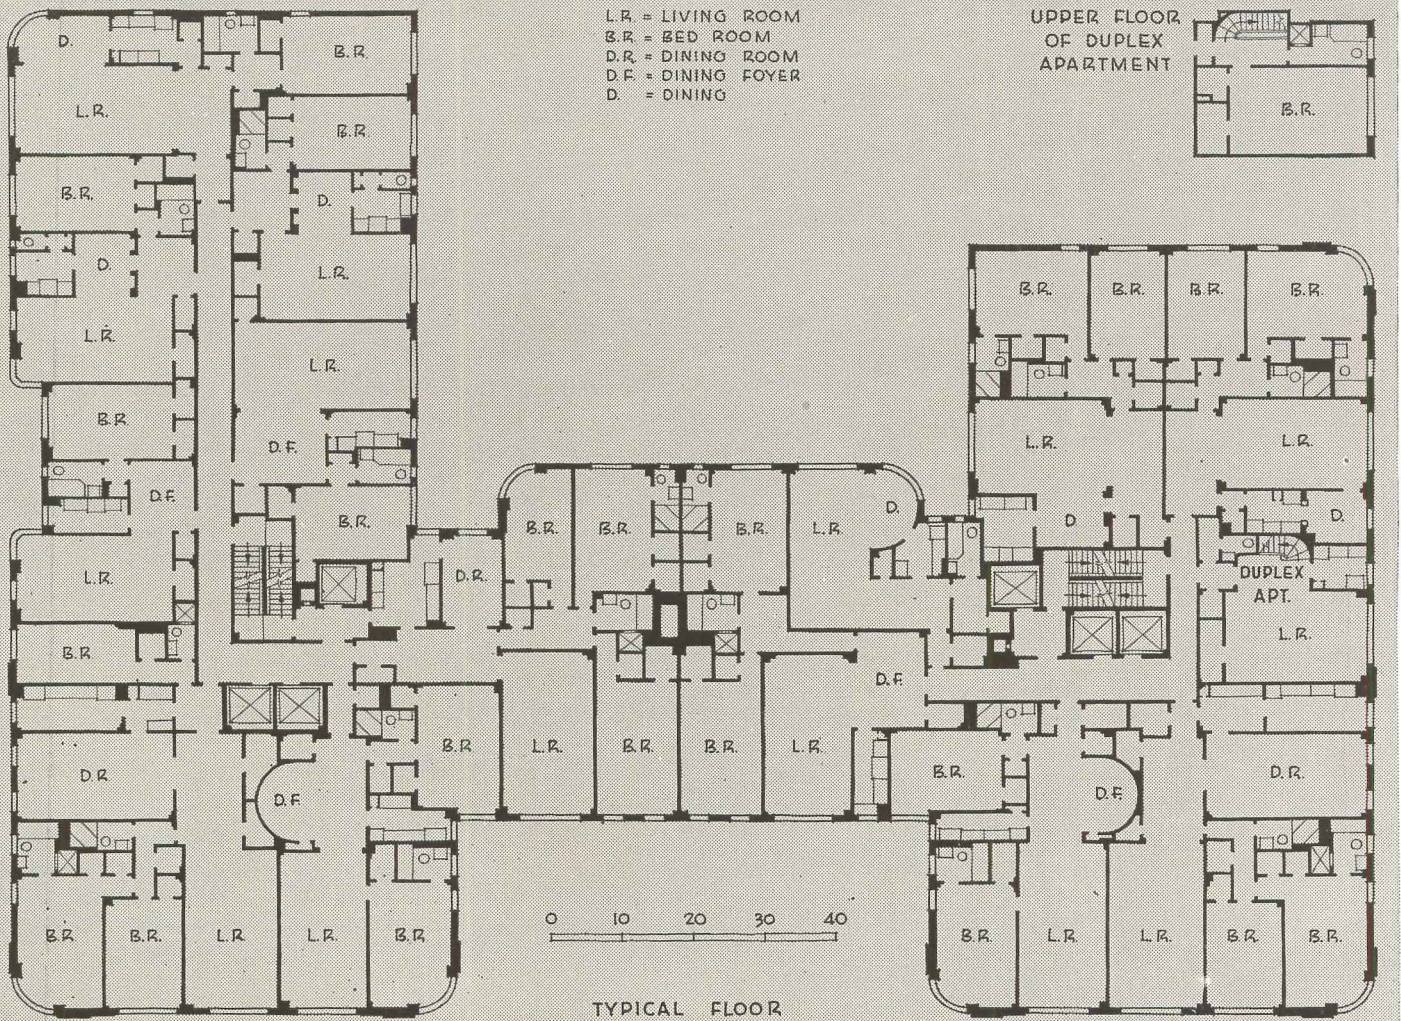 L.R. = LIVING ROOM
B.R. = BED ROOM
D.R. = DINING ROOM
D.F. = DINING FOYER
D. = DINING
UPPER FLOOR
OF DUPLEX
APARTMENT
B.R.
D.
B.R.
L.R.
B.R.
B.R.
D.
D.
L.R.
L.R.
L.R.
B.R.
D.F.
D.F.
B.R.
L.R.
D.R.
B.R.
D.R.
D.F.
B.R.
B.R.
B.R.
L.R.
L.R.
B.R.
B.R.
B.R.
B.R.
L.R.
D.
L.R.
B.R.
B.R.
L.R.
D.F.
B.R.
B.R.
B.R.
B.R.
B.R.
L.R.
L.R.
D.
D.
DUPLEX
APT.
L.R.
D.F.
D.R.
B.R.
L.R.
L.R.
B.R.
B.R.
0 10 20 30 40
TYPICAL FLOOR